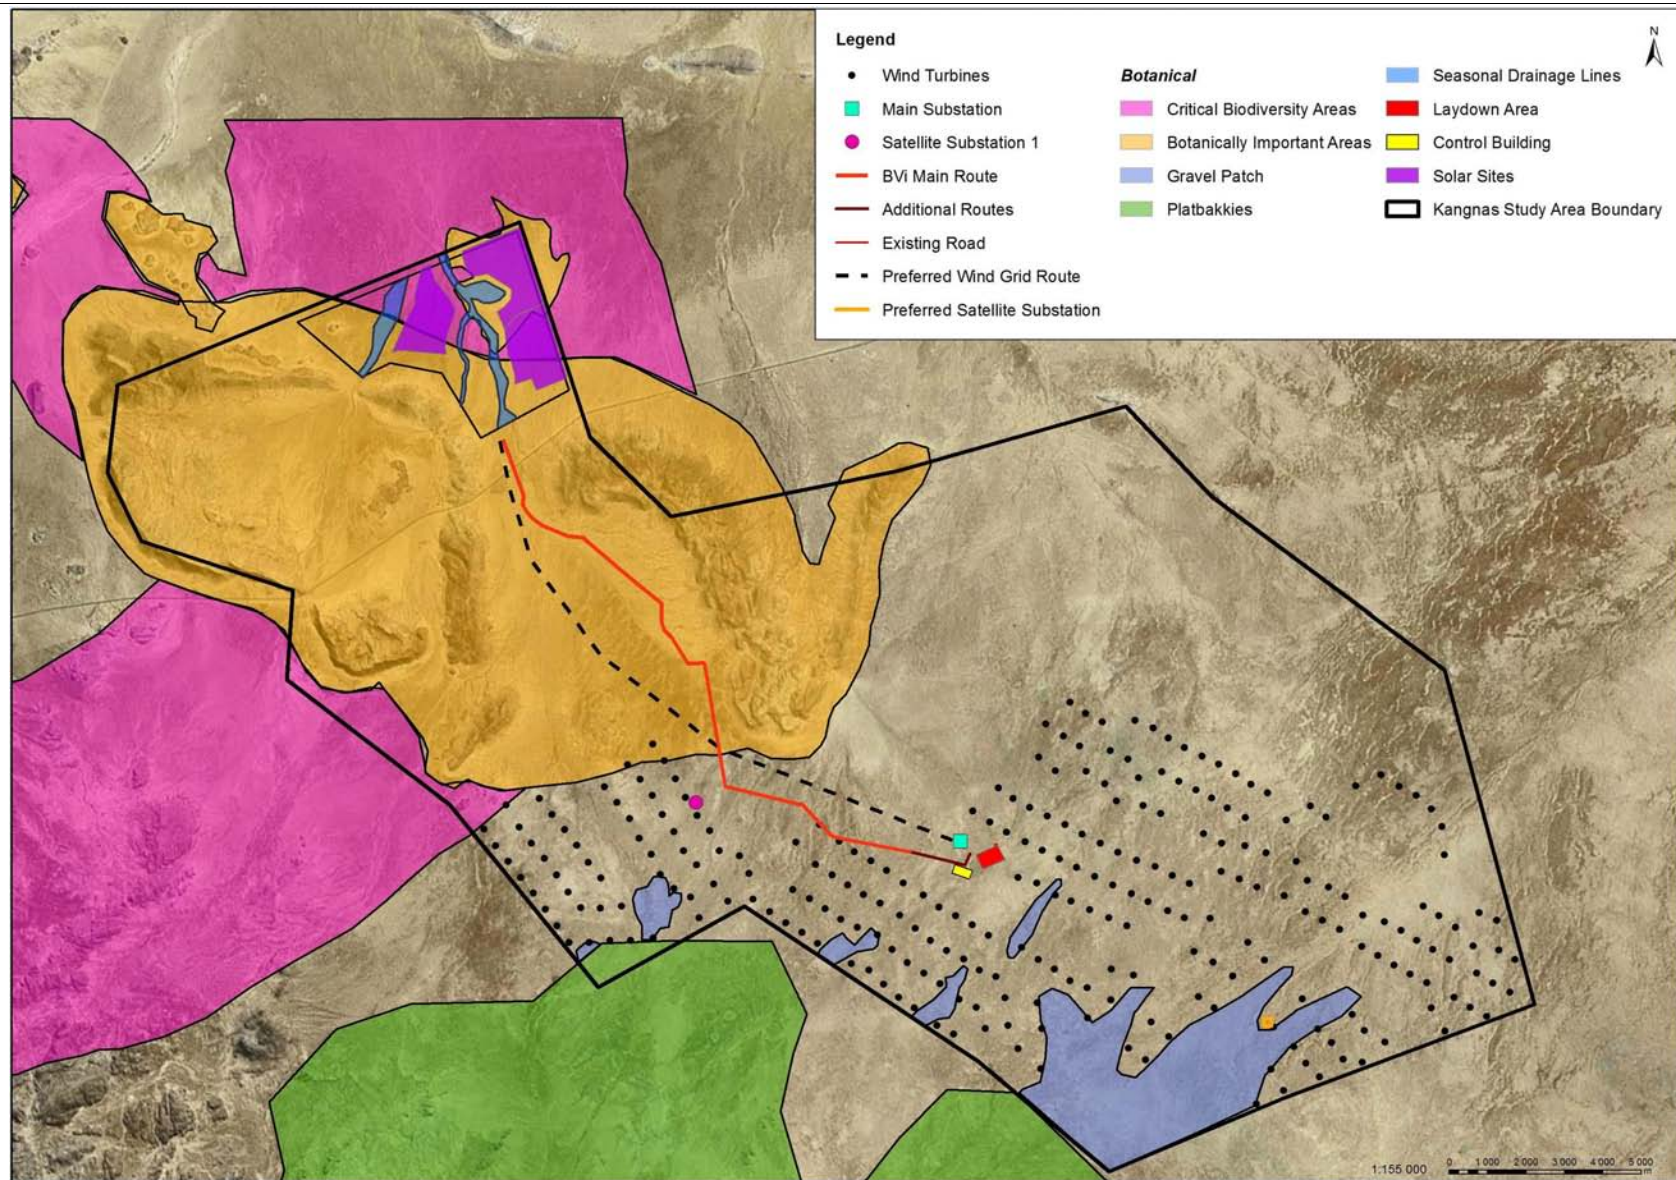 Legend
N
Wind Turbines
Main Substation
Satellite Substation 1
BVi Main Route
Additional Routes
Existing Road
Preferred Wind Grid Route
Preferred Satellite Substation
Botanical
Critical Biodiversity Areas
Botanically Important Areas
Gravel Patch
Platbakkies
Seasonal Drainage Lines
Laydown Area
Control Building
Solar Sites
Kangnas Study Area Boundary
1:155 000
0 1 000 2 000 3 000 4 000 5 000
m